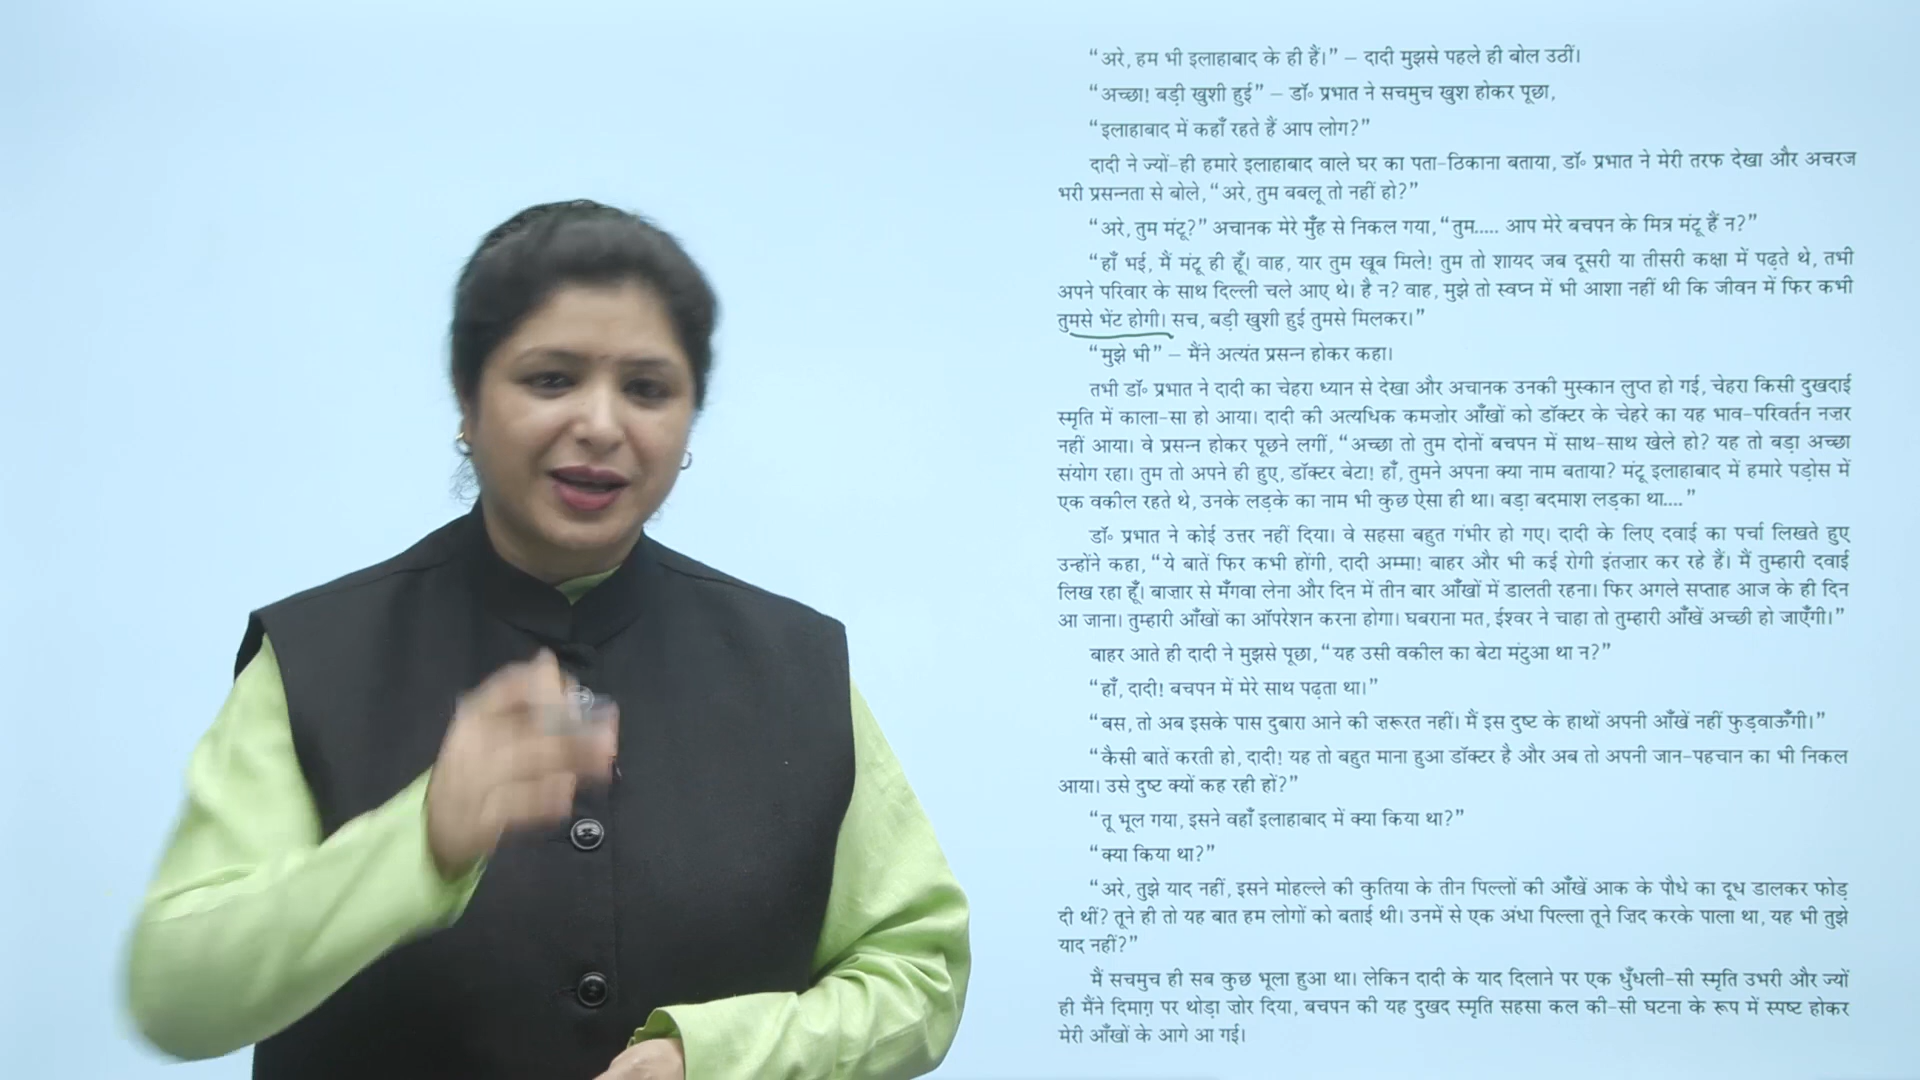 “अरे, हम भी इलाहाबाद के ही हैं।” – दादी मुझसे पहले ही बोल उठीं।
“अच्छा! बड़ी खुशी हुई” – डॉ॰ प्रभात ने सचमुच खुश होकर पूछा,
“इलाहाबाद में कहाँ रहते हैं आप लोग?”
दादी ने ज्यों-ही हमारे इलाहाबाद वाले घर का पता-ठिकाना बताया, डॉ॰ प्रभात ने मेरी तरफ देखा और अचरज
भरी प्रसन्नता से बोले, “अरे, तुम बबलू तो नहीं हो?”
“अरे, तुम मंटू?” अचानक मेरे मुँह से निकल गया, “तुम..... आप मेरे बचपन के मित्र मंटू हैं न?”
“हाँ भई, मैं मंटू ही हूँ। वाह, यार तुम खूब मिले! तुम तो शायद जब दूसरी या तीसरी कक्षा में पढ़ते थे, तभी
अपने परिवार के साथ दिल्ली चले आए थे। है न? वाह, मुझे तो स्वप्न में भी आशा नहीं थी कि जीवन में फिर कभी
तुमसे भेंट होगी। सच, बड़ी खुशी हुई तुमसे मिलकर।”
“मुझे भी” – मैंने अत्यंत प्रसन्न होकर कहा।
तभी डॉ॰ प्रभात ने दादी का चेहरा ध्यान से देखा और अचानक उनकी मुस्कान लुप्त हो गई, चेहरा किसी दुखदाई
स्मृति में काला-सा हो आया। दादी की अत्यधिक कमज़ोर आँखों को डॉक्टर के चेहरे का यह भाव-परिवर्तन नज़र
नहीं आया। वे प्रसन्न होकर पूछने लगीं, “अच्छा तो तुम दोनों बचपन में साथ-साथ खेले हो? यह तो बड़ा अच्छा
संयोग रहा। तुम तो अपने ही हुए, डॉक्टर बेटा! हाँ, तुमने अपना क्या नाम बताया? मंटू इलाहाबाद में हमारे पड़ोस में
एक वकील रहते थे, उनके लड़के का नाम भी कुछ ऐसा ही था। बड़ा बदमाश लड़का था....”
डॉ॰ प्रभात ने कोई उत्तर नहीं दिया। वे सहसा बहुत गंभीर हो गए। दादी के लिए दवाई का पर्चा लिखते हुए
उन्होंने कहा, “ये बातें फिर कभी होंगी, दादी अम्मा! बाहर और भी कई रोगी इंतज़ार कर रहे हैं। मैं तुम्हारी दवाई
लिख रहा हूँ। बाज़ार से मँगवा लेना और दिन में तीन बार आँखों में डालती रहना। फिर अगले सप्ताह आज के ही दिन
आ जाना। तुम्हारी आँखों का ऑपरेशन करना होगा। घबराना मत, ईश्वर ने चाहा तो तुम्हारी आँखें अच्छी हो जाएँगी।”
बाहर आते ही दादी ने मुझसे पूछा, “यह उसी वकील का बेटा मंटुआ था न?”
“हाँ, दादी! बचपन में मेरे साथ पढ़ता था।”
“बस, तो अब इसके पास दुबारा आने की ज़रूरत नहीं। मैं इस दुष्ट के हाथों अपनी आँखें नहीं फुड़वाऊँगी।”
“कैसी बातें करती हो, दादी! यह तो बहुत माना हुआ डॉक्टर है और अब तो अपनी जान-पहचान का भी निकल
आया। उसे दुष्ट क्यों कह रही हों?”
“तू भूल गया, इसने वहाँ इलाहाबाद में क्या किया था?”
“क्या किया था?”
“अरे, तुझे याद नहीं, इसने मोहल्ले की कुतिया के तीन पिल्लों की आँखें आक के पौधे का दूध डालकर फोड़
दी थीं? तूने ही तो यह बात हम लोगों को बताई थी। उनमें से एक अंधा पिल्ला तूने ज़िद करके पाला था, यह भी तुझे
याद नहीं?”
मैं सचमुच ही सब कुछ भूला हुआ था। लेकिन दादी के याद दिलाने पर एक धुँधली-सी स्मृति उभरी और ज्यों
ही मैंने दिमाग़ पर थोड़ा ज़ोर दिया, बचपन की यह दुखद स्मृति सहसा कल की-सी घटना के रूप में स्पष्ट होकर
मेरी आँखों के आगे आ गई।